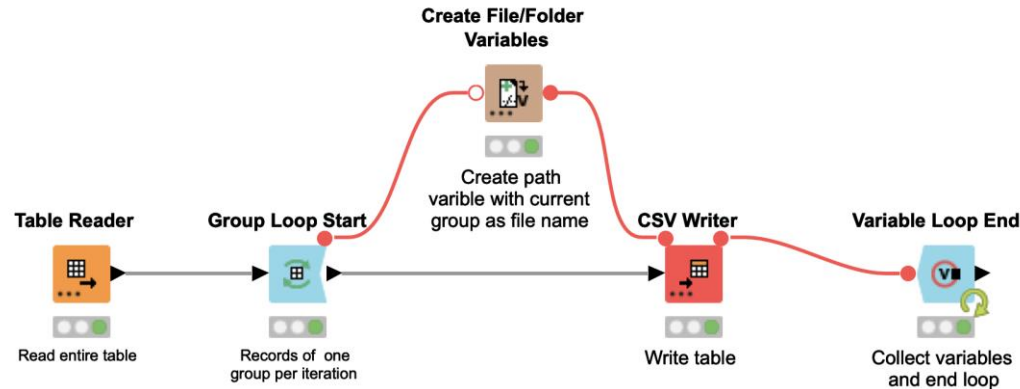 Create File/Folder
Variables
Create path
varible with current
group as file name
Table Reader
Group Loop Start
CSV Writer
Variable Loop End
Read entire table
Records of one
group per iteration
Write table
Collect variables
and end loop